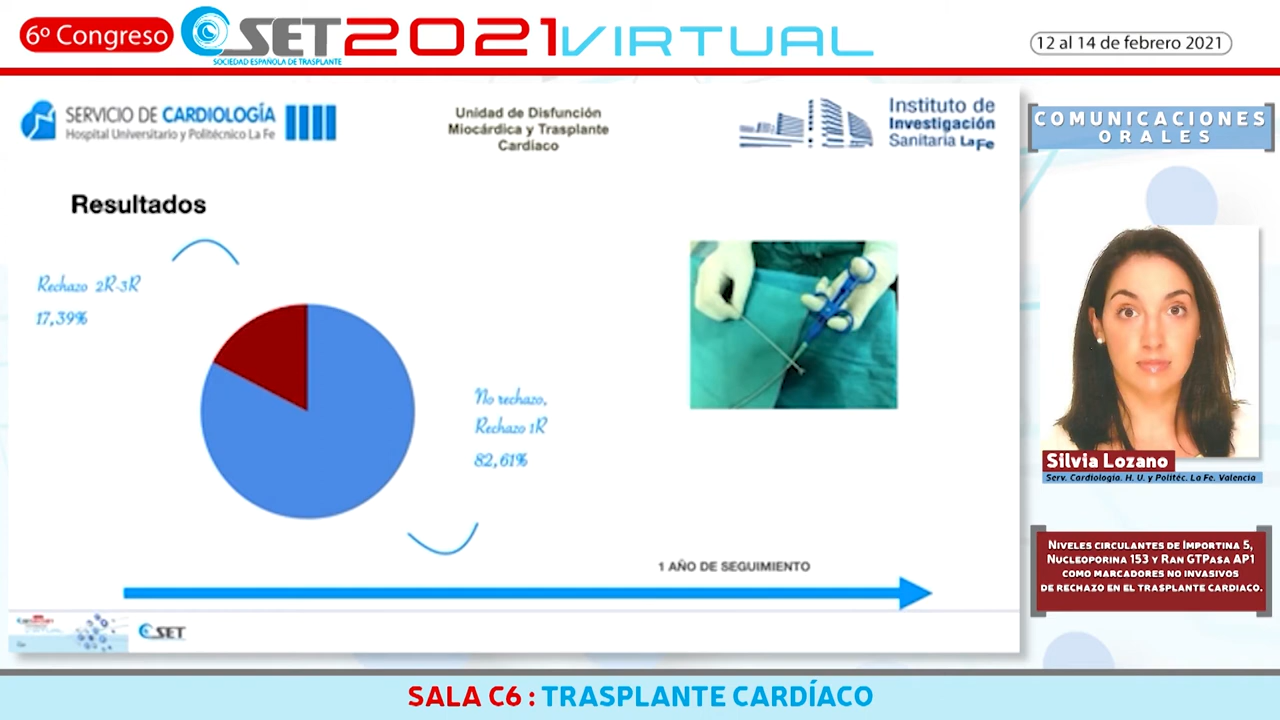 6º Congreso
SET
SOCIEDAD ESPAÑOLA DE TRASPLANTE
2021 VIRTUAL
12 al 14 de febrero 2021
SERVICIO DE CARDIOLOGÍA
Hospital Universitario y Politécnico La Fe
Unidad de Disfunción
Miocárdica y Trasplante
Cardíaco
Instituto de
Investigación
Sanitaria La Fe
COMUNICACIONES
ORALES
Resultados
Rechazo 2R-3R
17,39%
No rechazo,
Rechazo 1R
82,61%
1 AÑO DE SEGUIMIENTO
SET
Silvia Lozano
Serv. Cardiología. H. U. y Politéc. La Fe. Valencia
Niveles circulantes de Importina 5,
Nucleoporina 153 y Ran GTPasa AP1
como marcadores no invasivos
de rechazo en el trasplante cardiaco.
SALA C6 : TRASPLANTE CARDÍACO